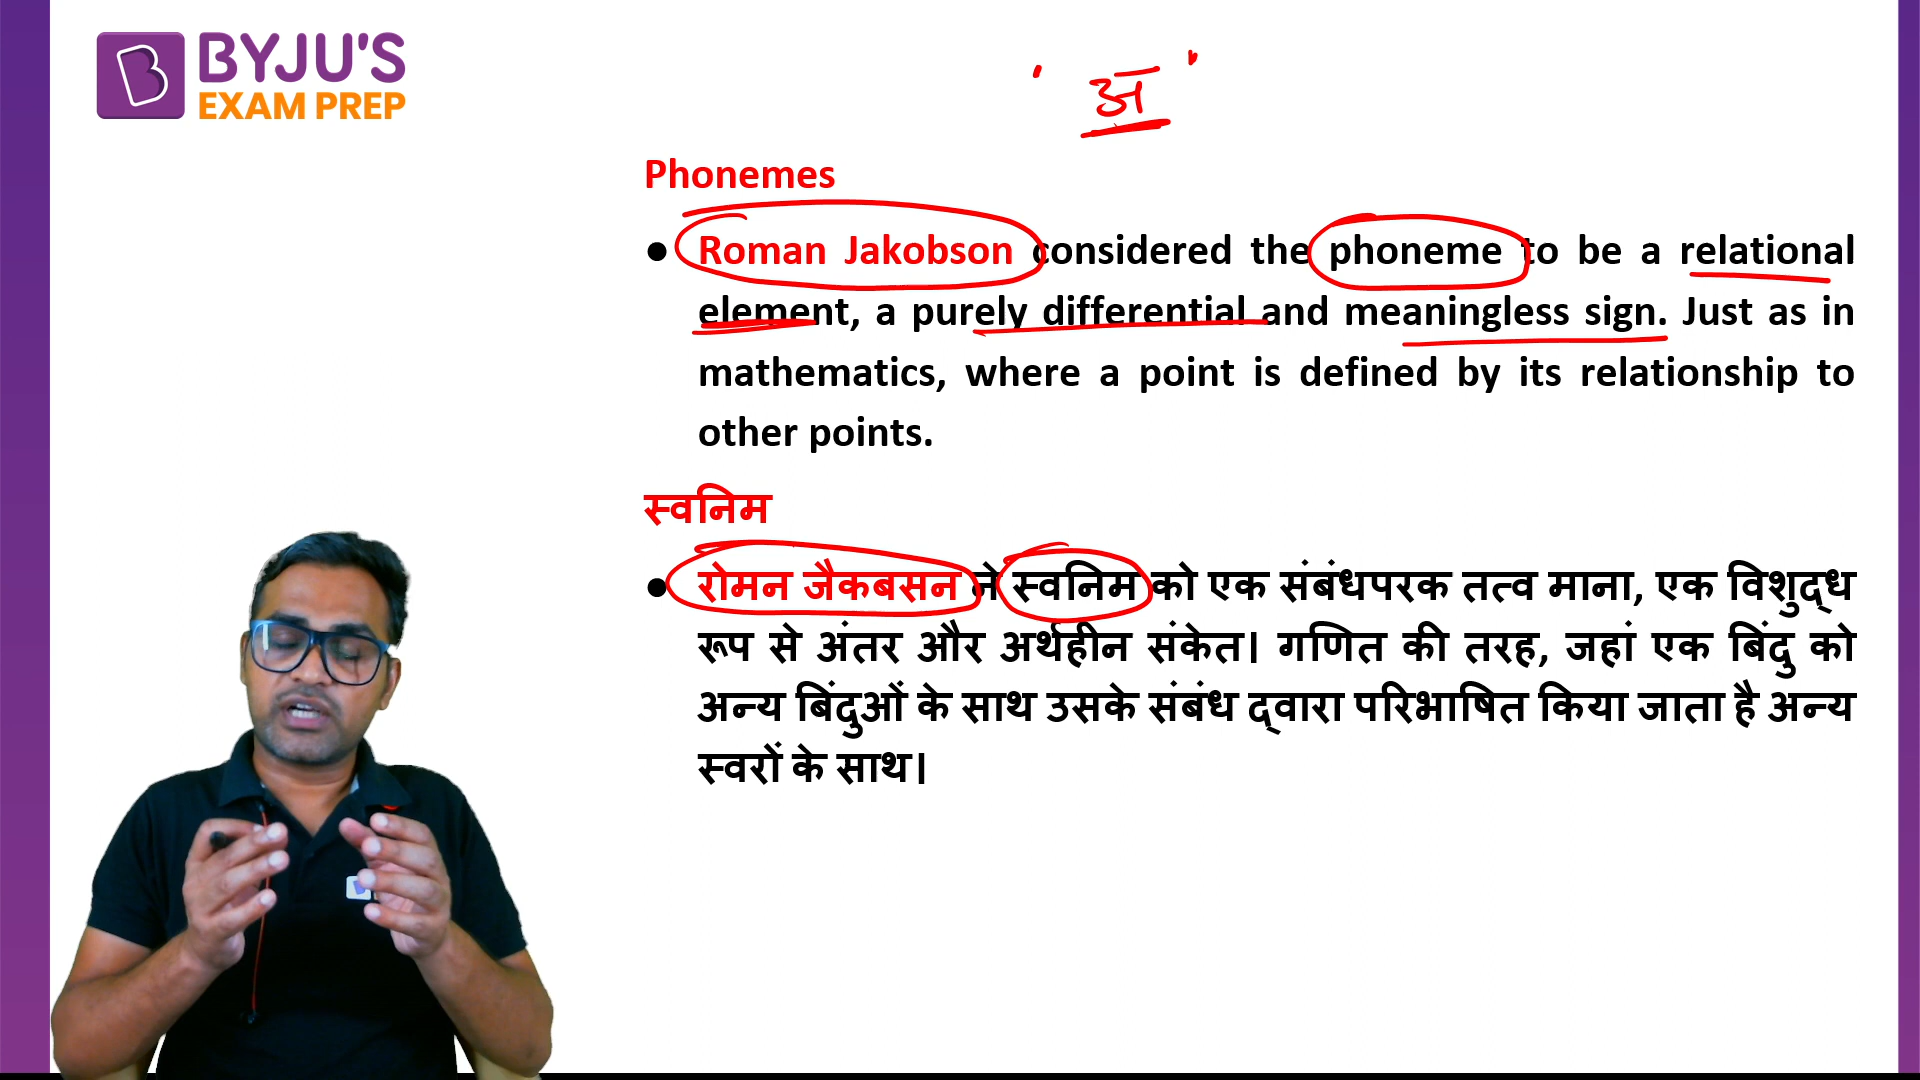 BYJU'S
EXAM PREP
' अ '
Phonemes
● Roman Jakobson considered the phoneme to be a relational
element, a purely differential and meaningless sign. Just as in
mathematics, where a point is defined by its relationship to
other points.
स्वनिम
● रोमन जैकबसन ने स्वनिम को एक संबंधपरक तत्व माना, एक विशुद्ध
रूप से अंतर और अर्थहीन संकेत। गणित की तरह, जहां एक बिंदु को
अन्य बिंदुओं के साथ उसके संबंध द्वारा परिभाषित किया जाता है अन्य
स्वरों के साथ।